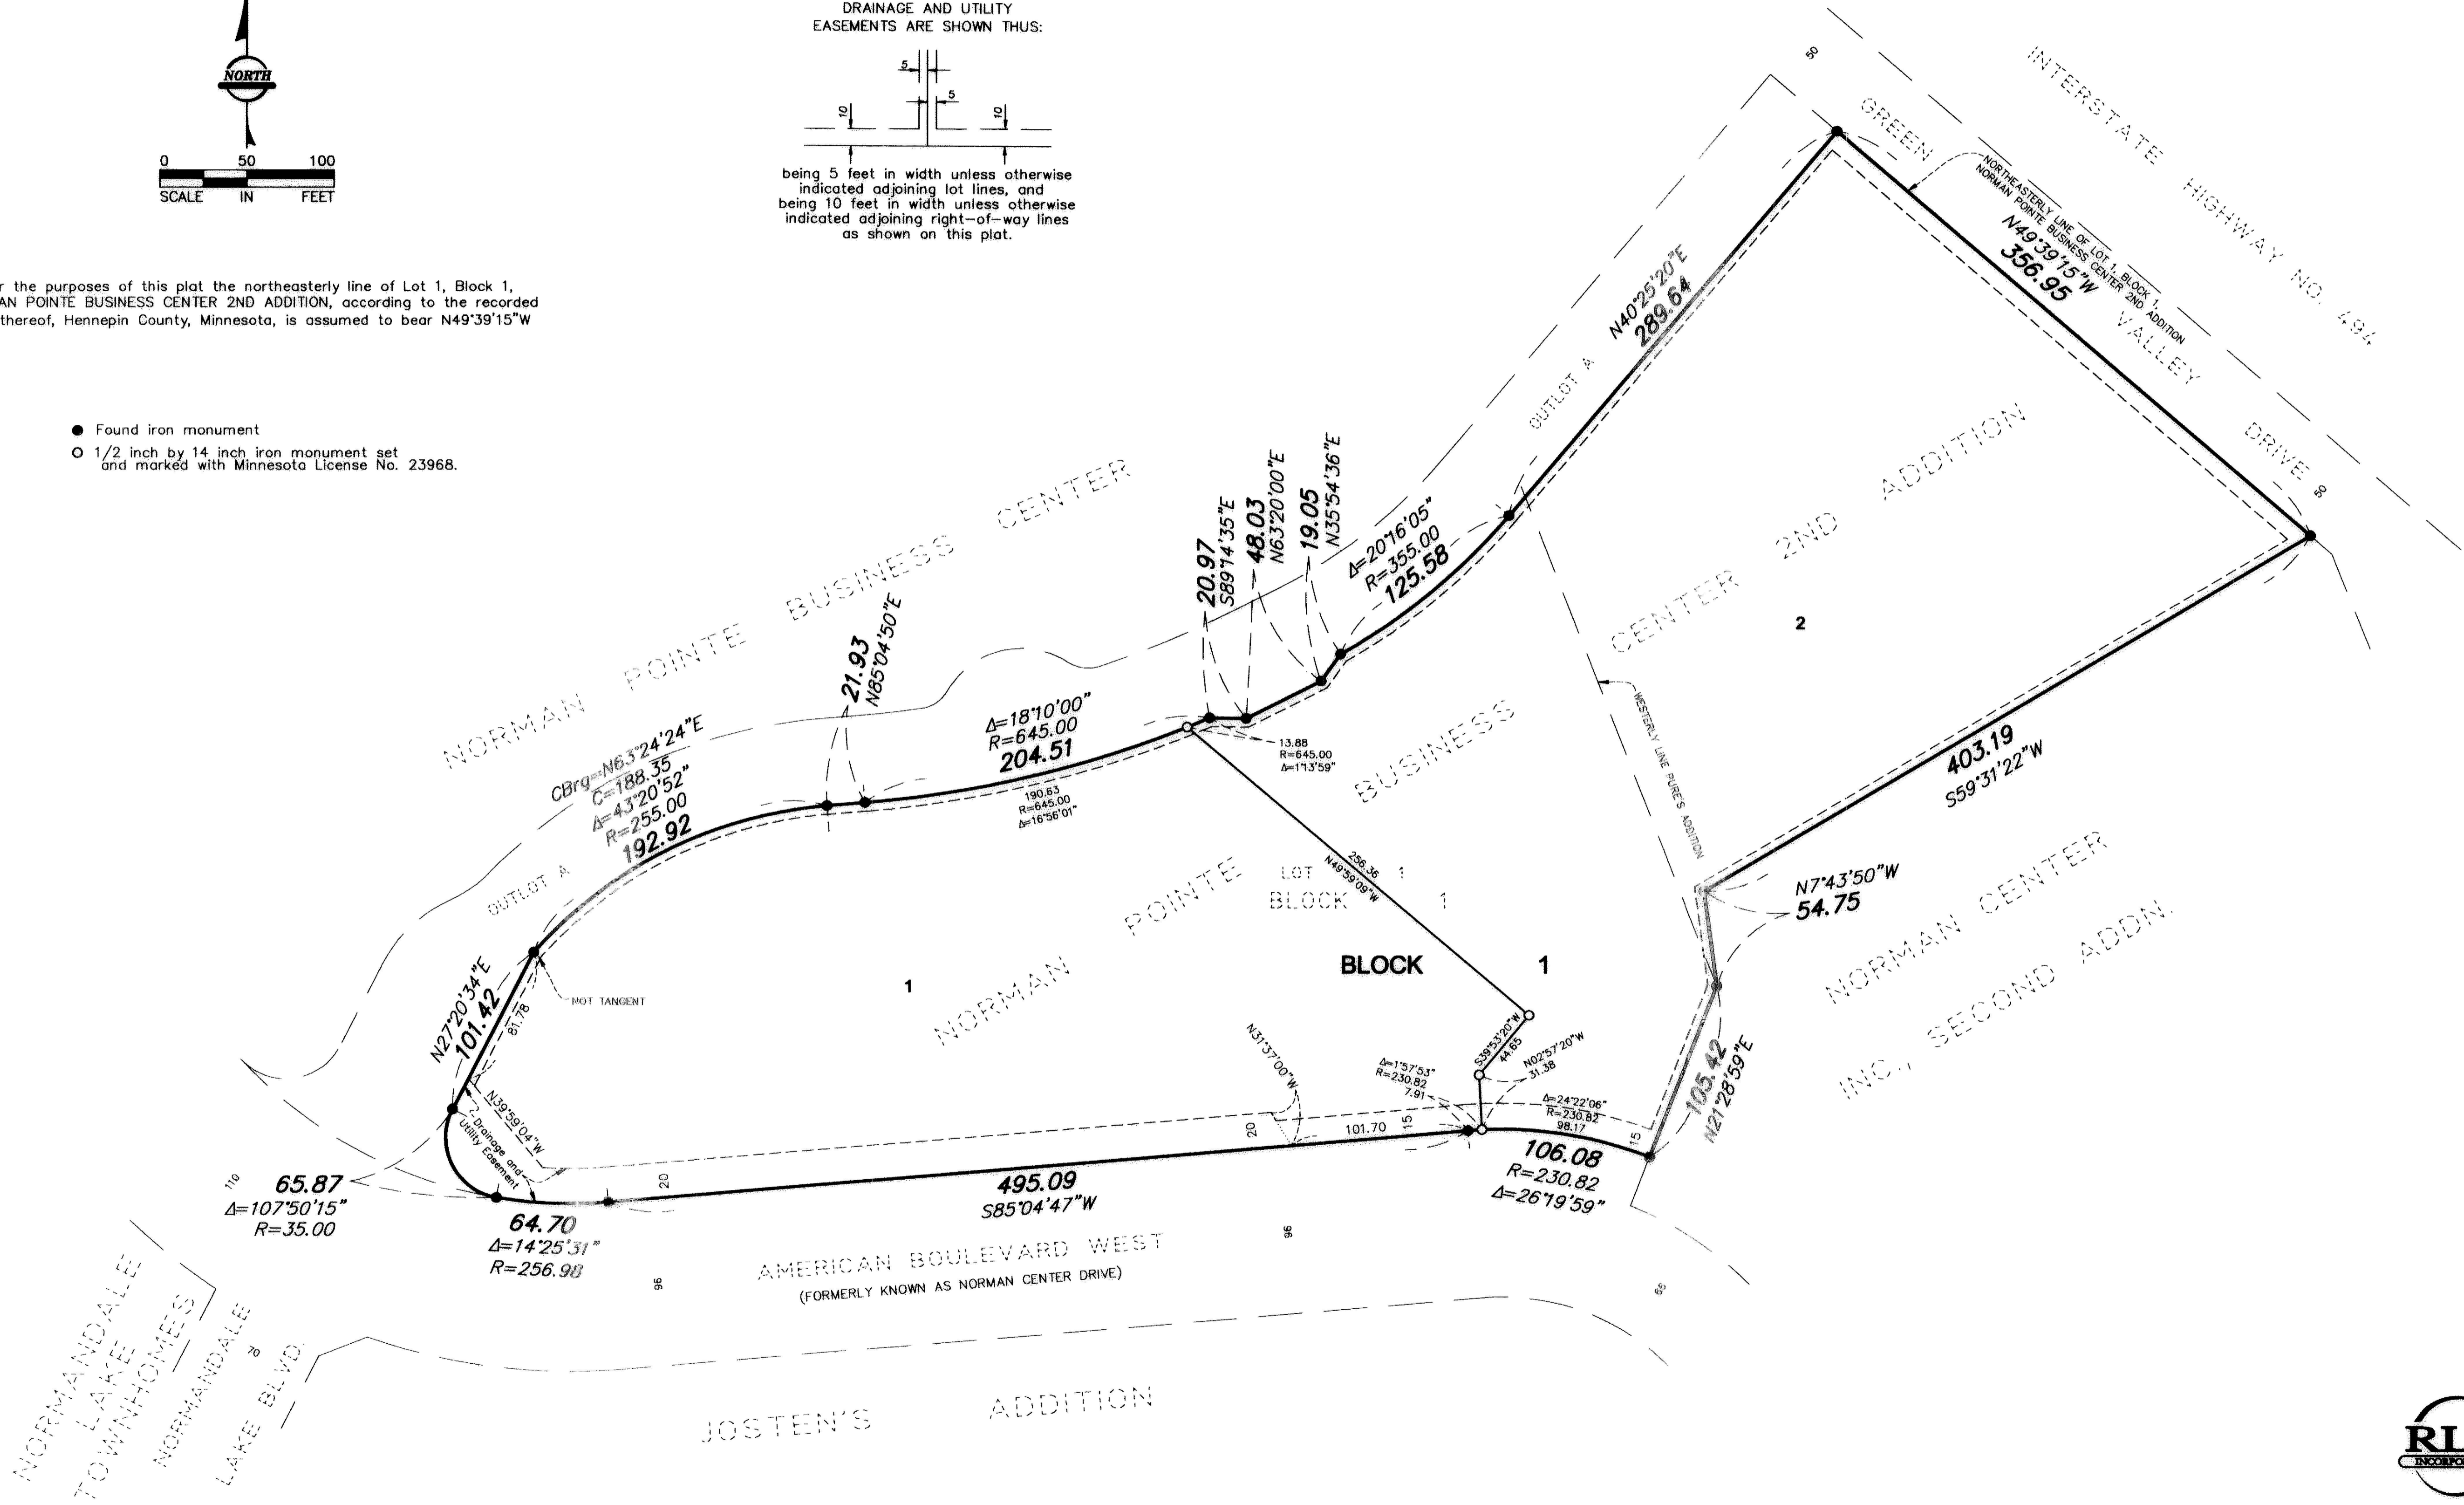 NORTH
0 50 100
SCALE IN FEET
DRAINAGE AND UTILITY
EASEMENTS ARE SHOWN THUS:
5
5
10
10
being 5 feet in width unless otherwise
indicated adjoining lot lines, and
being 10 feet in width unless otherwise
indicated adjoining right-of-way lines
as shown on this plat.
r the purposes of this plat the northeasterly line of Lot 1, Block 1,
AN POINTE BUSINESS CENTER 2ND ADDITION, according to the recorded
thereof, Hennepin County, Minnesota, is assumed to bear N49°39'15"W
● Found iron monument
O 1/2 inch by 14 inch iron monument set
and marked with Minnesota License No. 23968.
50
INTERSTATE HIGHWAY NO. 494
GREEN VALLEY DRIVE
50
NORTHEASTERLY LINE OF LOT 1, BLOCK 1,
NORMAN POINTE BUSINESS CENTER 2ND ADDITION
N49°39'15"W
356.95
N40°25'20"E
289.64
OUTLOT A
Δ=20°16'05"
R=355.00
125.58
19.05
N35°54'36"E
48.03
N63°20'00"E
20.97
S89°14'35"E
NORMAN POINTE BUSINESS CENTER
21.93
N85°04'50"E
Δ=18°10'00"
R=645.00
204.51
190.63
R=645.00
Δ=16°56'01"
13.88
R=645.00
Δ=1°13'59"
CBrg=N63°24'24"E
C=188.35
Δ=43°20'52"
R=255.00
192.92
OUTLOT A
NORMAN POINTE BUSINESS CENTER 2ND ADDITION
2
WESTERLY LINE PURE'S ADDITION
403.19
S59°31'22"W
N7°43'50"W
54.75
NORMAN CENTER
INC., SECOND ADDN.
256.36
N49°59'09"W
LOT 1
BLOCK 1
BLOCK 1
1
NOT TANGENT
N27°20'34"E
101.42
81.78
N39°59'04"W
Drainage and
Utility Easement
110
65.87
Δ=107°50'15"
R=35.00
64.70
Δ=14°25'31"
R=256.98
20
495.09
S85°04'47"W
N31°37'00"W
20
101.70
15
Δ=1°57'53"
R=230.82
7.91
S39°53'20"W
44.65
N02°57'20"W
31.38
Δ=24°22'06"
R=230.82
98.17
15
106.08
R=230.82
Δ=26°19'59"
105.42
N21°28'59"E
96
96
66
AMERICAN BOULEVARD WEST
(FORMERLY KNOWN AS NORMAN CENTER DRIVE)
NORMANDALE
LAKE
TOWNHOMES
NORMANDALE
LAKE BLVD.
70
JOSTEN'S ADDITION